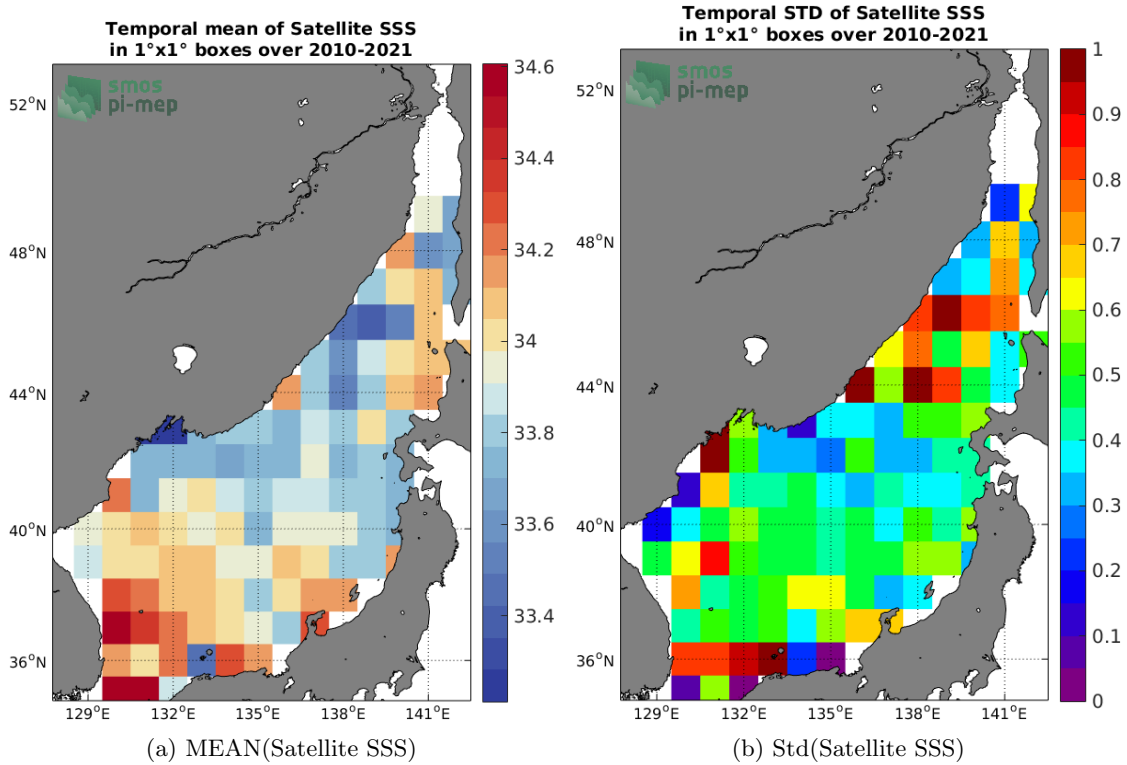 Temporal mean of Satellite SSS
in 1°x1° boxes over 2010-2021
smos
pi-mep
52°N
48°N
44°N
40°N
36°N
129°E
132°E
135°E
138°E
141°E
34.6
34.4
34.2
34
33.8
33.6
33.4
(a) MEAN(Satellite SSS)
Temporal STD of Satellite SSS
in 1°x1° boxes over 2010-2021
smos
pi-mep
52°N
48°N
44°N
40°N
36°N
129°E
132°E
135°E
138°E
141°E
1
0.9
0.8
0.7
0.6
0.5
0.4
0.3
0.2
0.1
0
(b) Std(Satellite SSS)